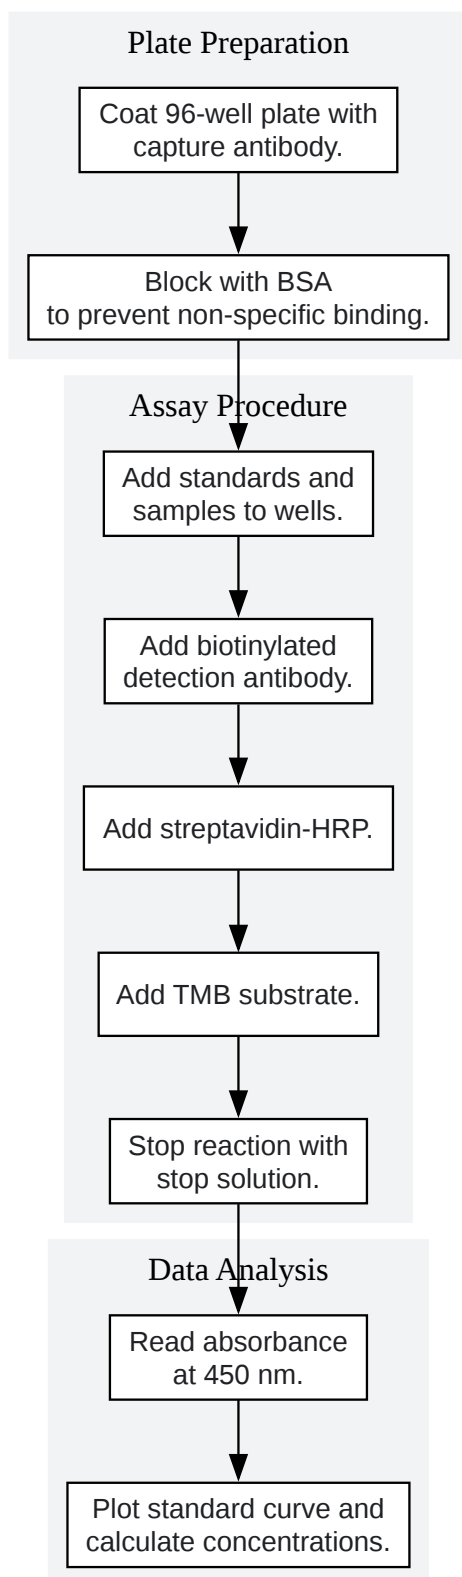 Plate Preparation
Coat 96-well plate with
capture antibody.
Block with BSA
to prevent non-specific binding.
Assay Procedure
Add standards and
samples to wells.
Add biotinylated
detection antibody.
Add streptavidin-HRP.
Add TMB substrate.
Stop reaction with
stop solution.
Data Analysis
Read absorbance
at 450 nm.
Plot standard curve and
calculate concentrations.